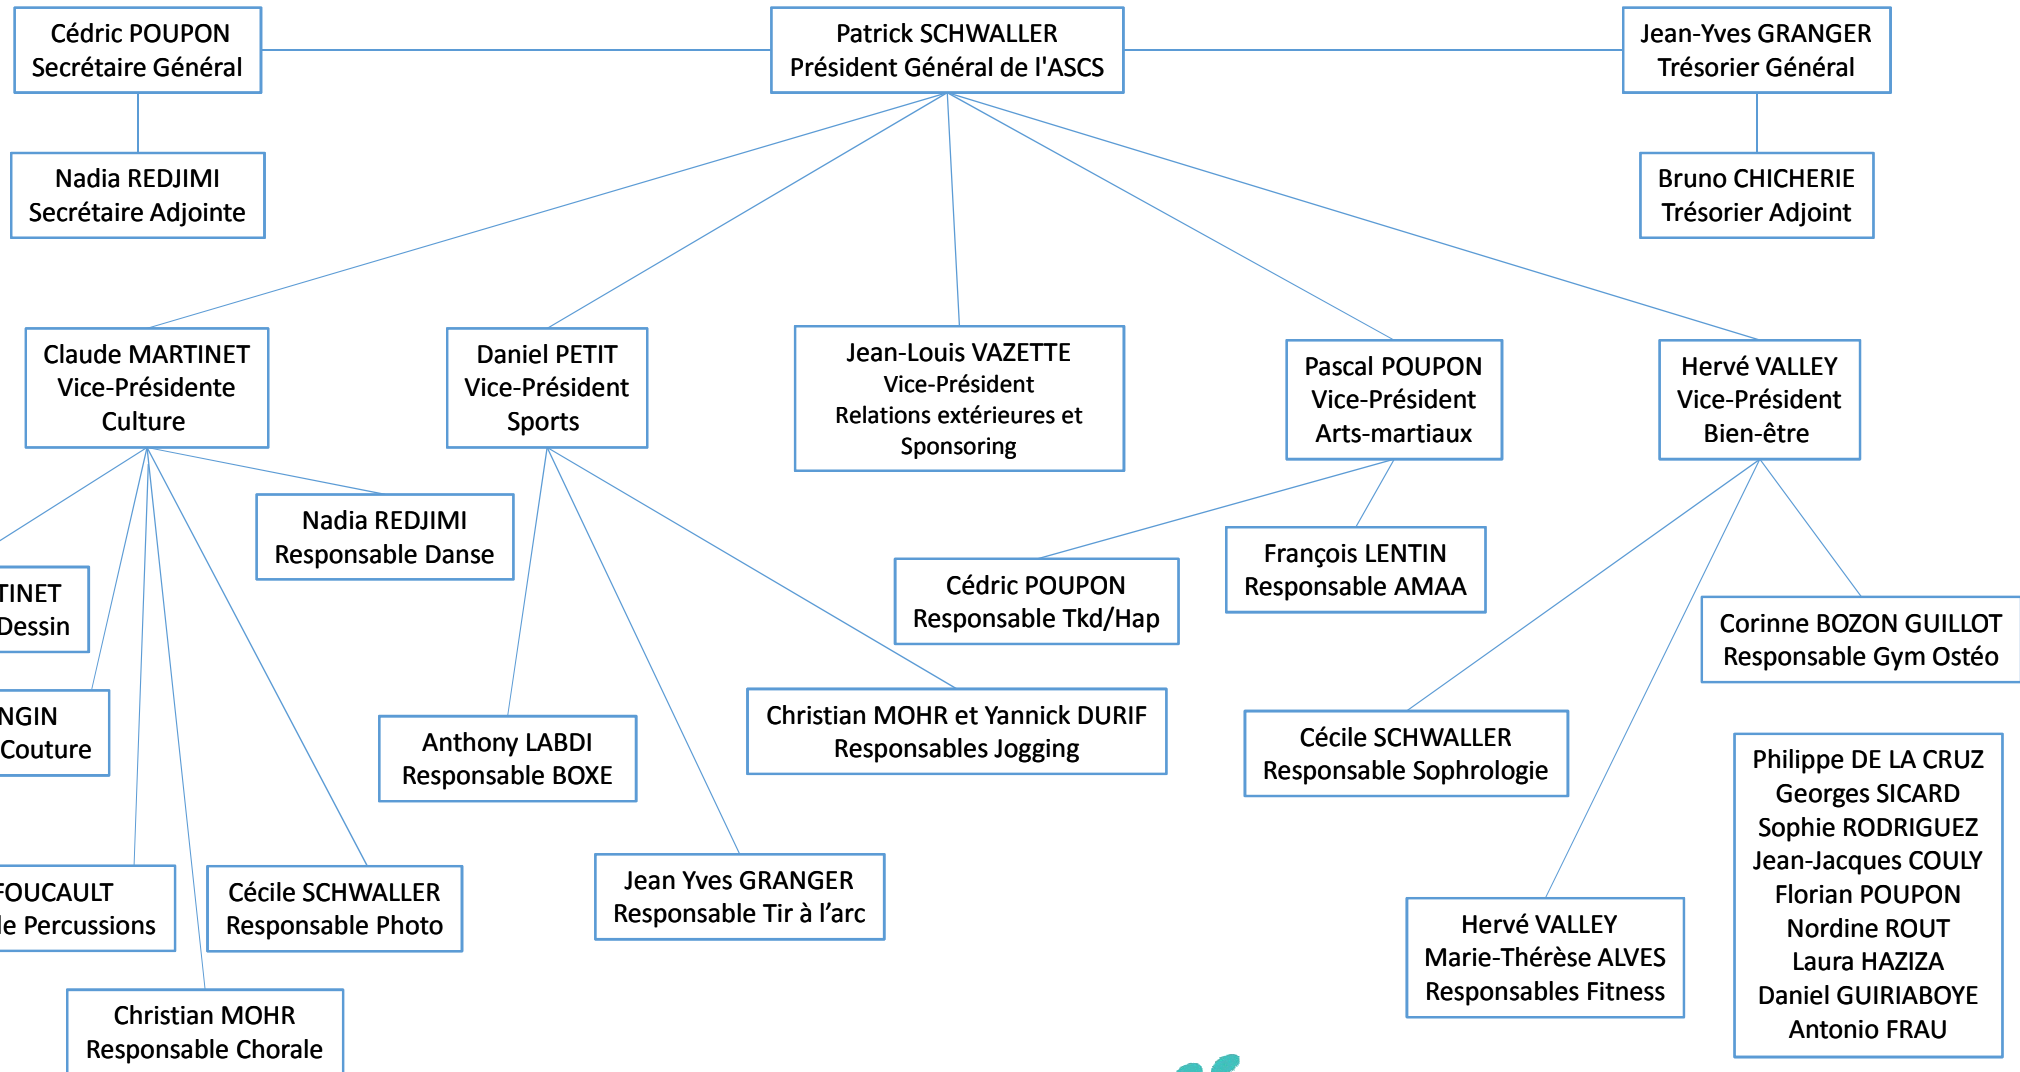 Cédric POUPON
Secrétaire Général
Patrick SCHWALLER
Président Général de l'ASCS
Jean-Yves GRANGER
Trésorier Général
Nadia REDJIMI
Secrétaire Adjointe
Bruno CHICHERIE
Trésorier Adjoint
Claude MARTINET
Vice-Présidente
Culture
Daniel PETIT
Vice-Président
Sports
Jean-Louis VAZETTE
Vice-Président
Relations extérieures et
Sponsoring
Pascal POUPON
Vice-Président
Arts-martiaux
Hervé VALLEY
Vice-Président
Bien-être
Nadia REDJIMI
Responsable Danse
François LENTIN
Responsable AMAA
Cédric POUPON
Responsable Tkd/Hap
TINET
Dessin
Corinne BOZON GUILLOT
Responsable Gym Ostéo
NGIN
Couture
Anthony LABDI
Responsable BOXE
Christian MOHR et Yannick DURIF
Responsables Jogging
Cécile SCHWALLER
Responsable Sophrologie
Philippe DE LA CRUZ
Georges SICARD
Sophie RODRIGUEZ
Jean-Jacques COULY
Florian POUPON
Nordine ROUT
Laura HAZIZA
Daniel GUIRIABOYE
Antonio FRAU
FOUCAULT
le Percussions
Cécile SCHWALLER
Responsable Photo
Jean Yves GRANGER
Responsable Tir à l’arc
Hervé VALLEY
Marie-Thérèse ALVES
Responsables Fitness
Christian MOHR
Responsable Chorale